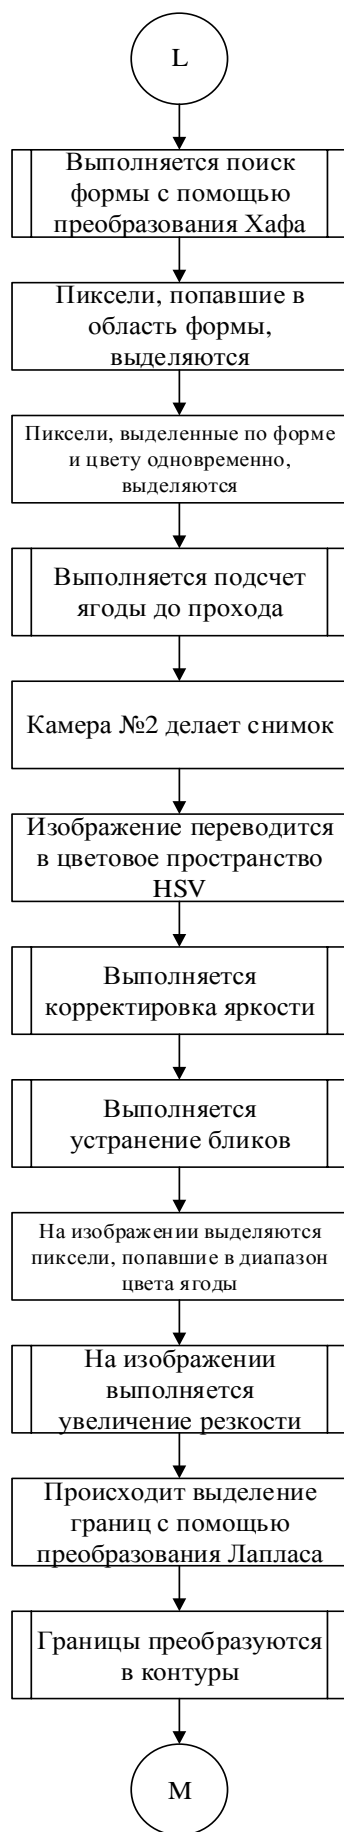 L
Выполняется поиск
формы с помощью
преобразования Хафа
Пиксели, попавшие в
область формы,
выделяются
Пиксели, выделенные по форме
и цвету одновременно,
выделяются
Выполняется подсчет
ягоды до прохода
Камера №2 делает снимок
Изображение переводится
в цветовое пространство
HSV
Выполняется
корректировка яркости
Выполняется
устранение бликов
На изображении выделяются
пиксели, попавшие в диапазон
цвета ягоды
На изображении
выполняется
увеличение резкости
Происходит выделение
границ с помощью
преобразования Лапласа
Границы преобразуются
в контуры
M